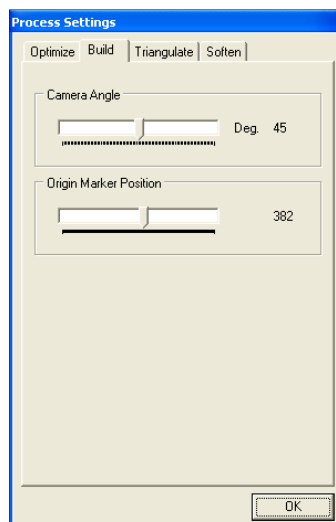 Process Settings
Optimize Build Triangulate Soften
Camera Angle
Deg. 45
Origin Marker Position
382
OK